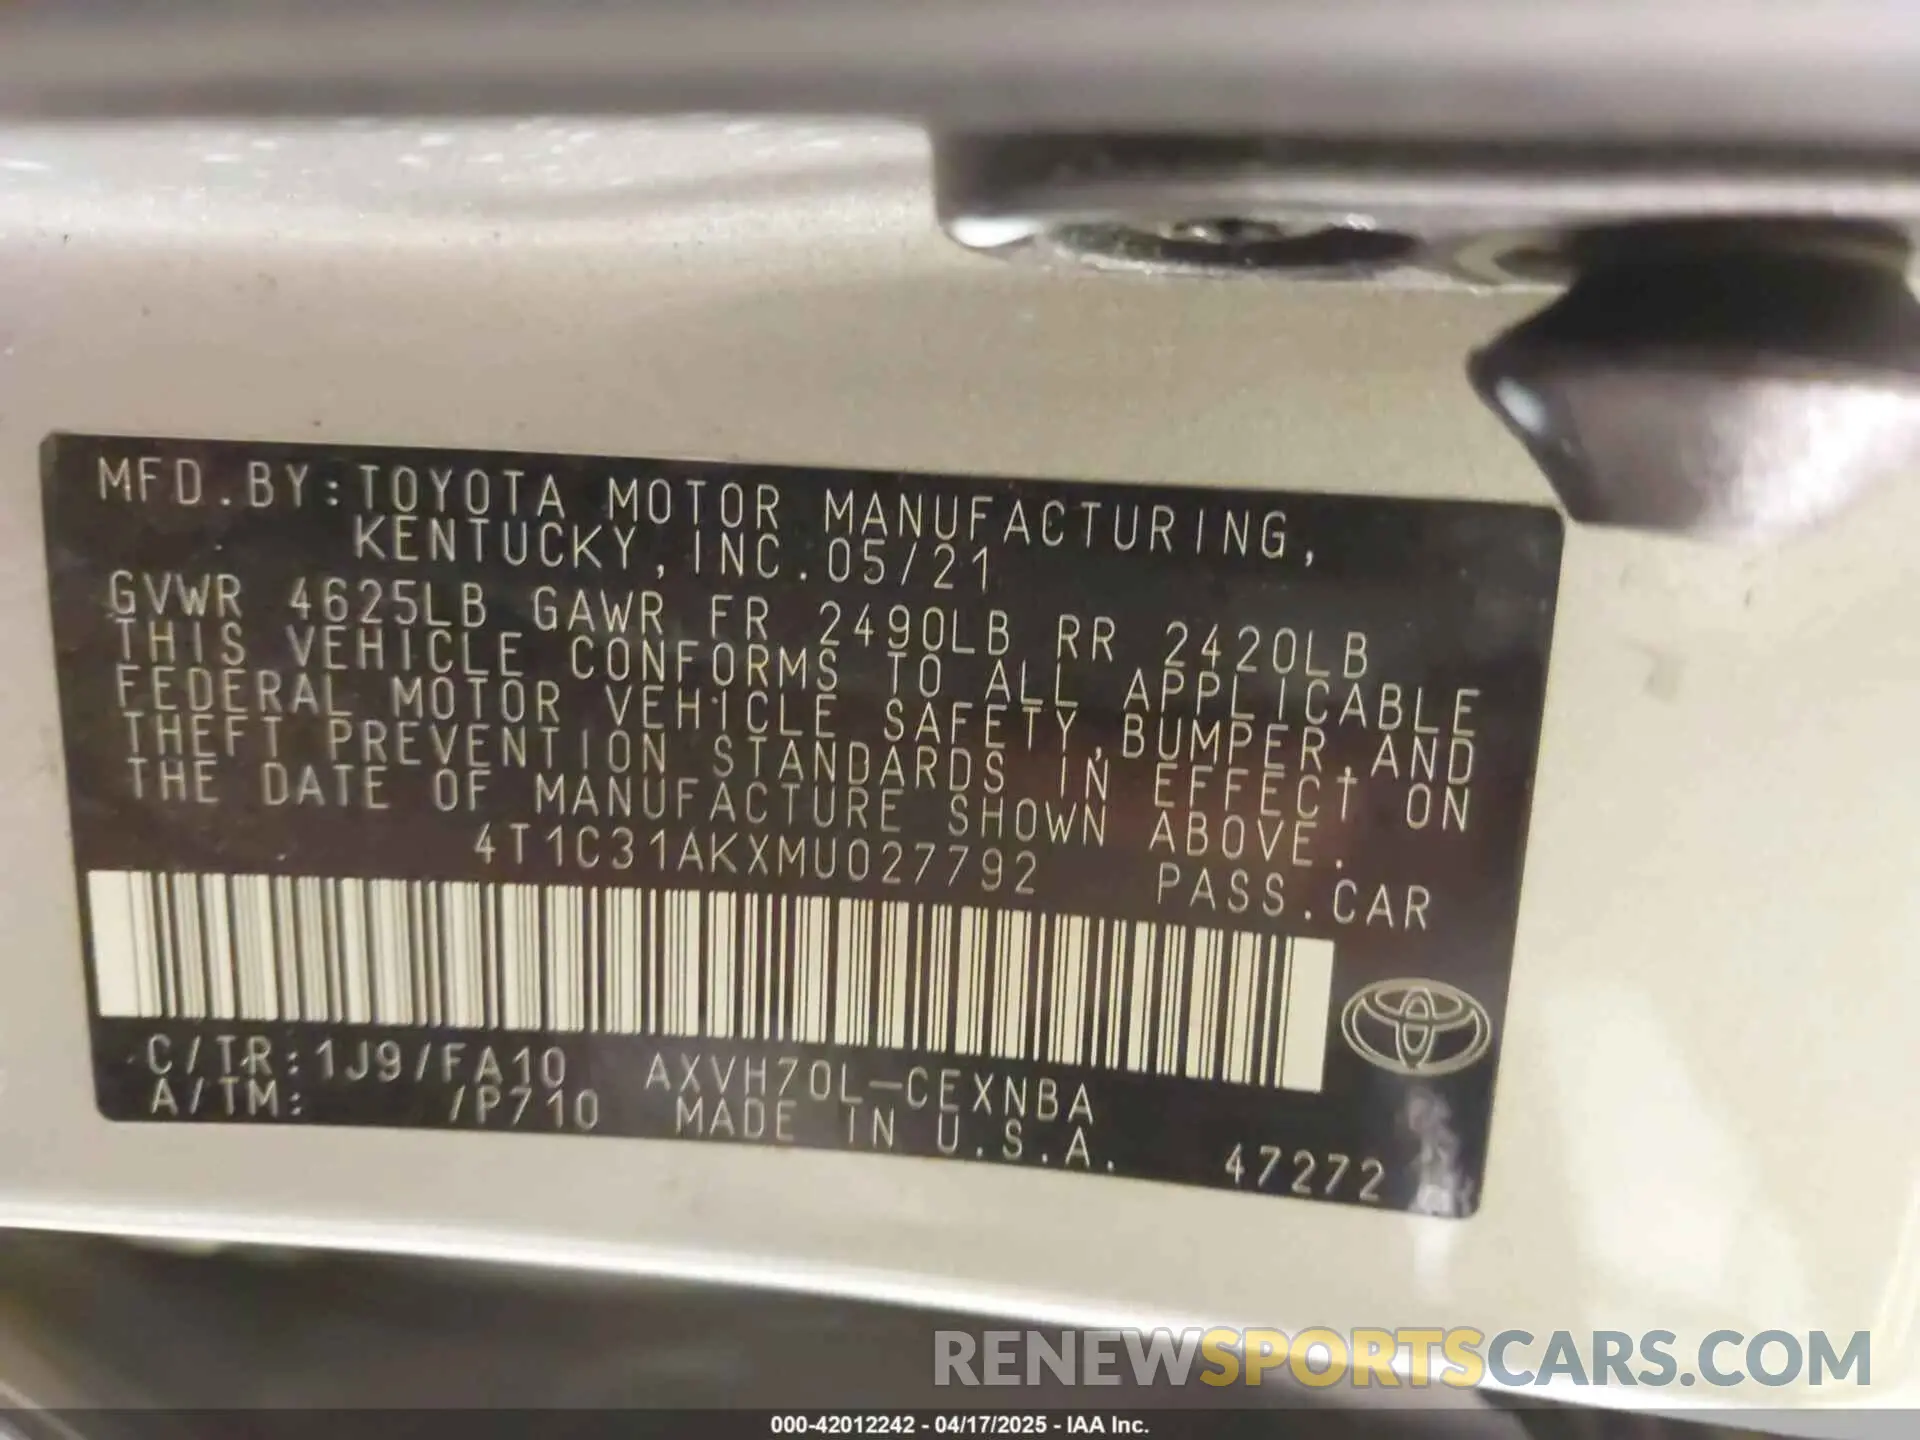 MFD.BY:TOYOTA MOTOR MANUFACTURING,
KENTUCKY, INC.05/21
GVWR 4625LB GAWR FR 2490LB RR 2420LB
THIS VEHICLE CONFORMS TO ALL APPLICABLE
FEDERAL MOTOR VEHICLE SAFETY, BUMPER, AND
THEFT PREVENTION STANDARDS IN EFFECT ON
THE DATE OF MANUFACTURE SHOWN ABOVE.
4T1C31AKXMU027792 PASS.CAR
C/TR:1J9/FA10 AXVH70L-CEXNBA
A/TM: /P710 MADE IN U.S.A.
47272
RENEWSPORTSCARS.COM
000-42012242 - 04/17/2025 - IAA Inc.